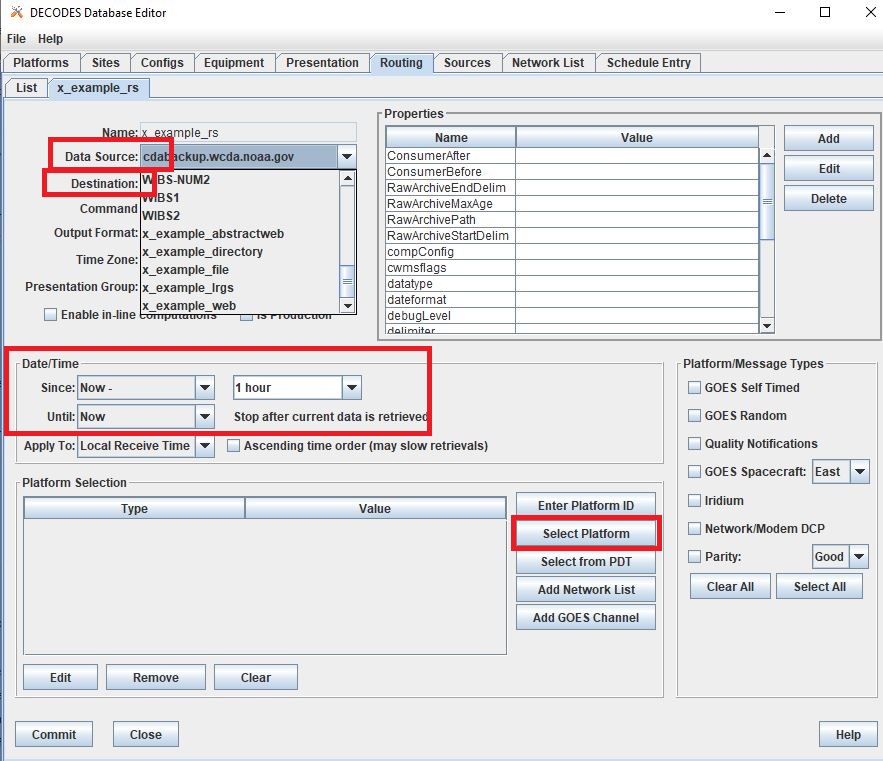 DECODES Database Editor
File Help
Platforms Sites Configs Equipment Presentation Routing Sources Network List Schedule Entry
List x_example_rs
Name: x_example_rs
Data Source: cdabackup.wcda.noaa.gov
Destination: WIBS-NUM2
WIBS1
Command WIBS2
Output Format: x_example_abstractweb
x_example_directory
Time Zone: x_example_file
Presentation Group: x_example_lrgs
x_example_web
Enable in-line computations Is Production
Properties
Name Value
ConsumerAfter
ConsumerBefore
RawArchiveEndDelim
RawArchiveMaxAge
RawArchivePath
RawArchiveStartDelim
compConfig
cwmsflags
datatype
dateformat
debugLevel
delimiter
Add
Edit
Delete
Date/Time
Since: Now - 1 hour
Until: Now Stop after current data is retrieved
Apply To: Local Receive Time Ascending time order (may slow retrievals)
Platform Selection
Type Value
Enter Platform ID
Select Platform
Select from PDT
Add Network List
Add GOES Channel
Edit Remove Clear
Platform/Message Types
GOES Self Timed
GOES Random
Quality Notifications
GOES Spacecraft: East
Iridium
Network/Modem DCP
Parity: Good
Clear All Select All
Commit Close Help